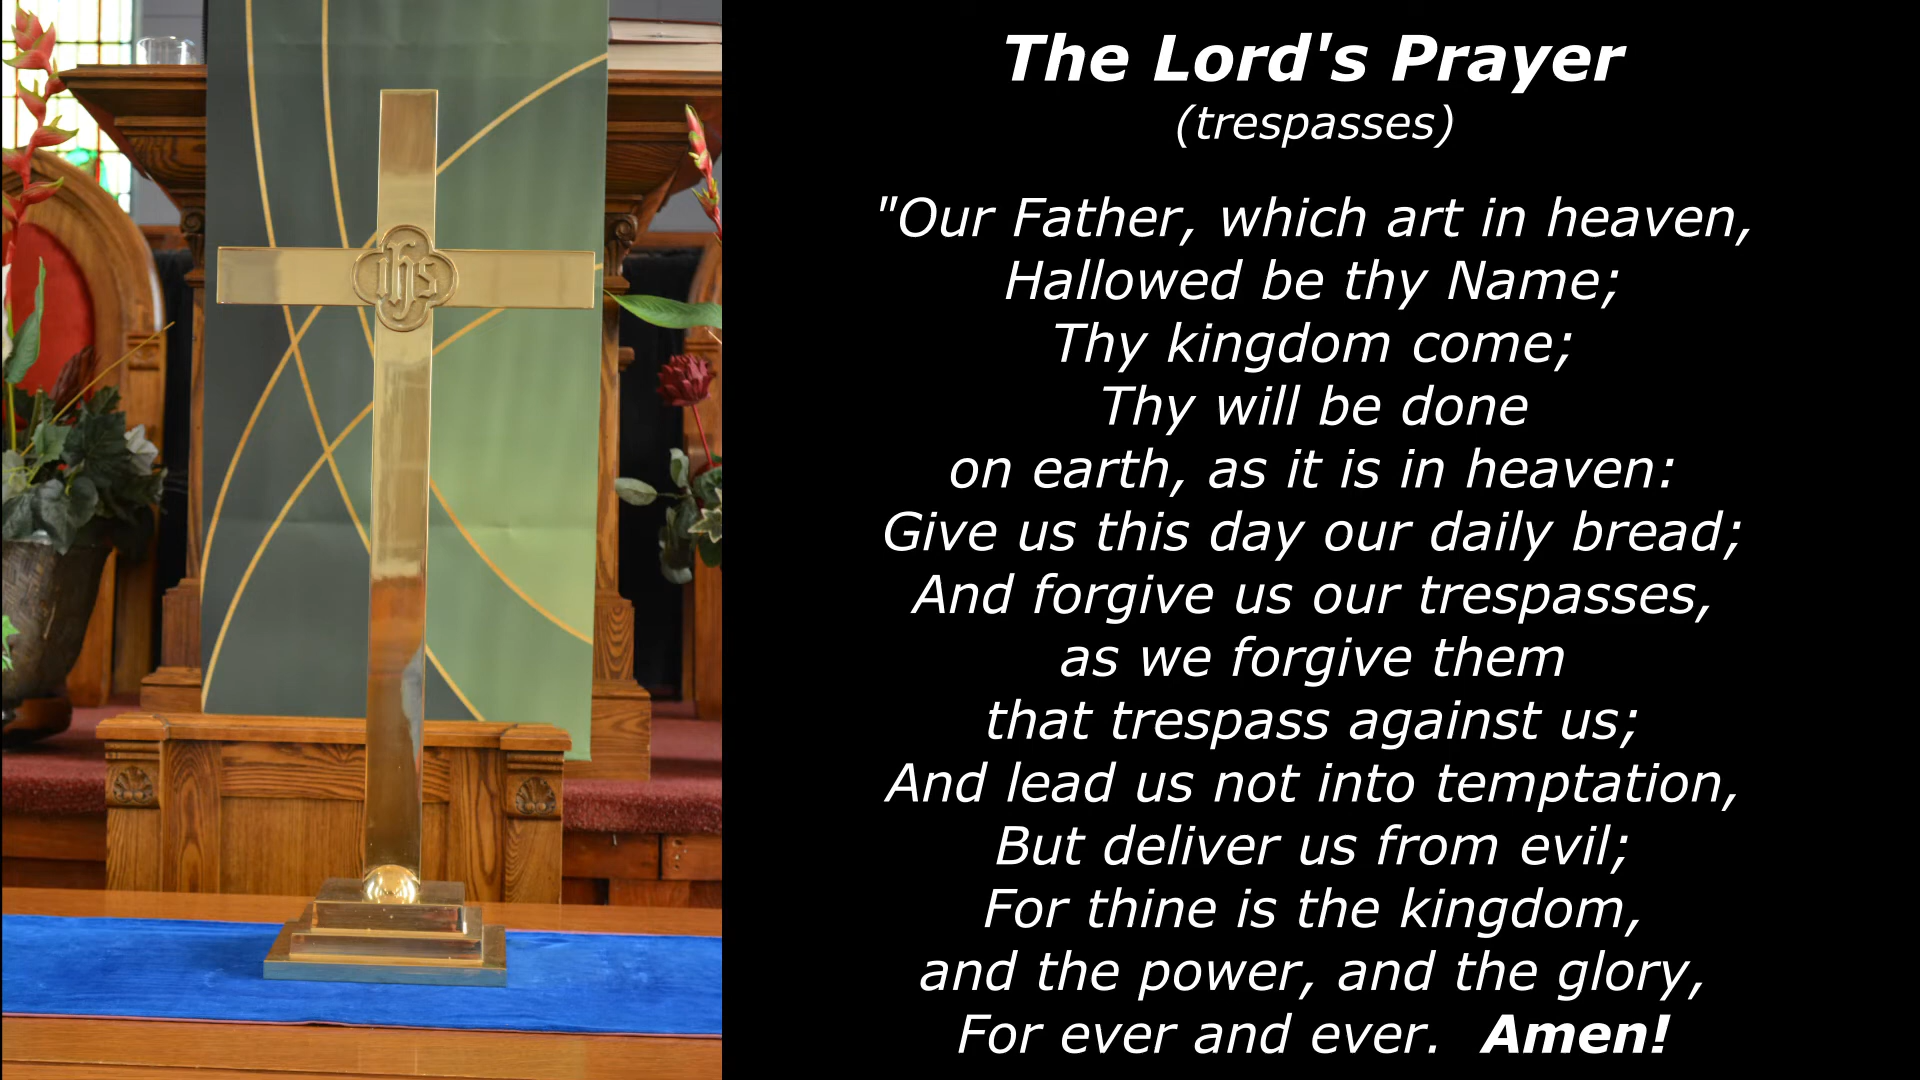 ihs
The Lord's Prayer
(trespasses)
"Our Father, which art in heaven,
Hallowed be thy Name;
Thy kingdom come;
Thy will be done
on earth, as it is in heaven:
Give us this day our daily bread;
And forgive us our trespasses,
as we forgive them
that trespass against us;
And lead us not into temptation,
But deliver us from evil;
For thine is the kingdom,
and the power, and the glory,
For ever and ever.  Amen!